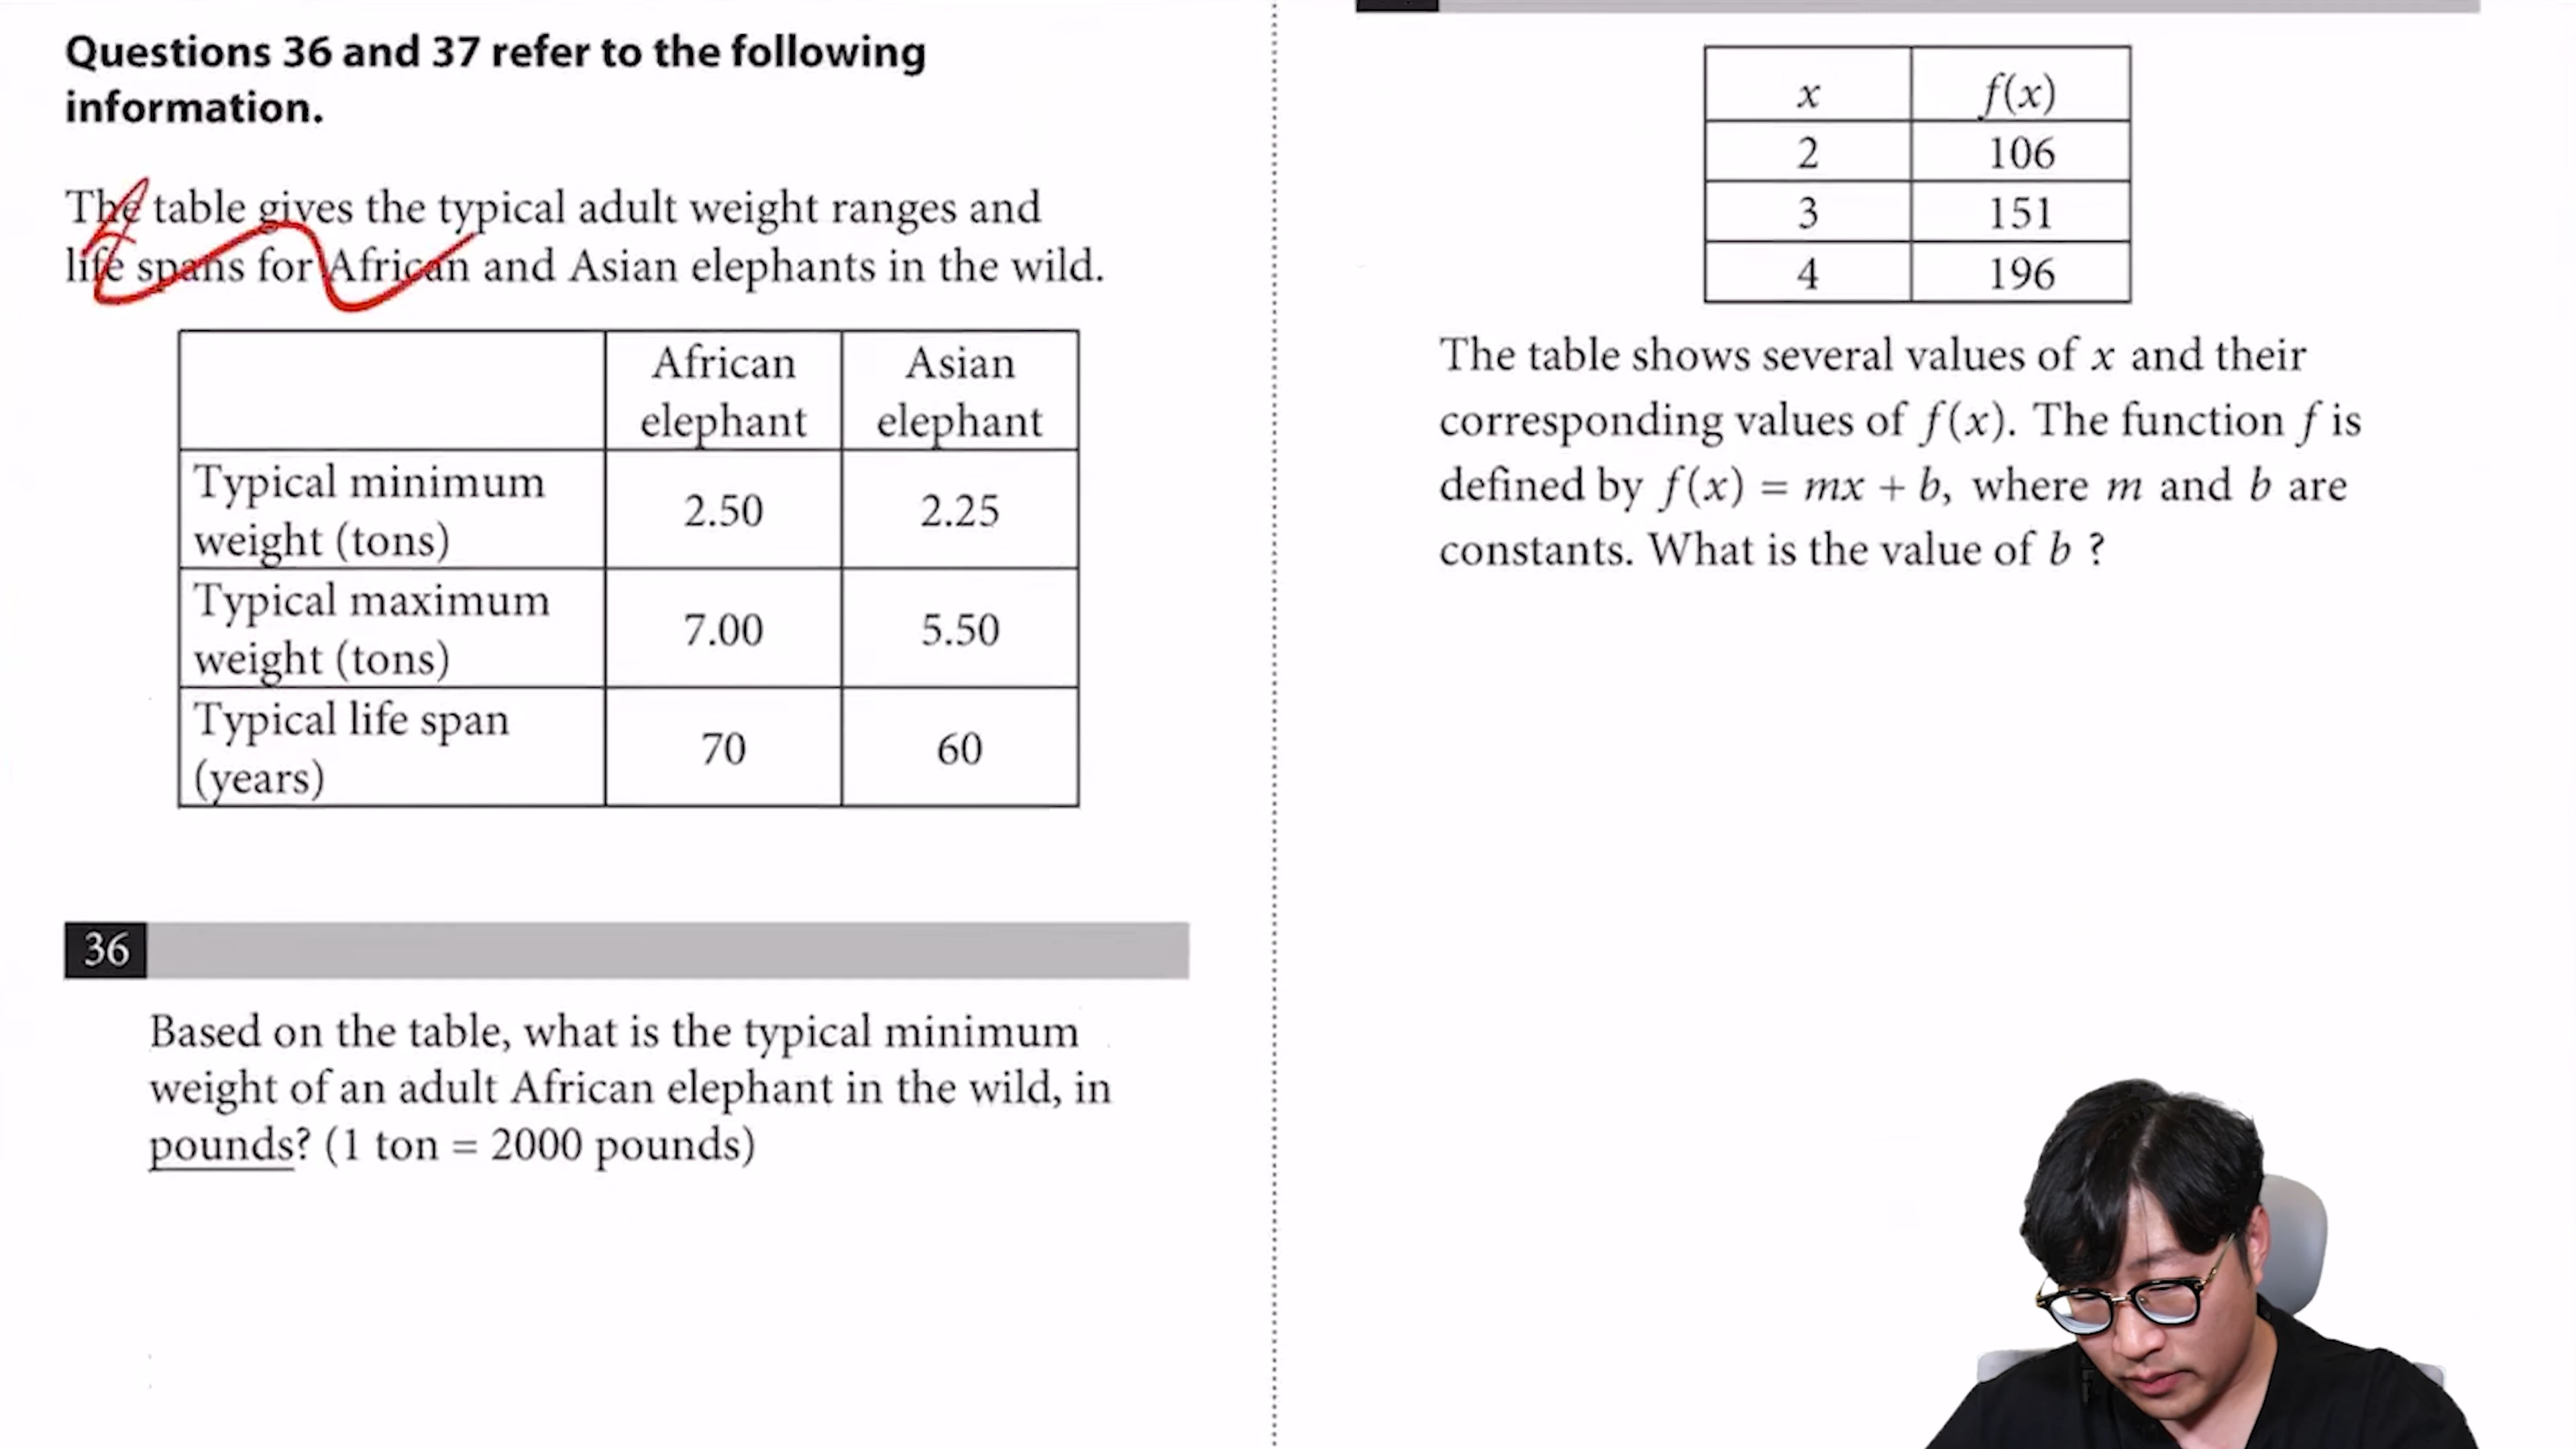 Questions 36 and 37 refer to the following
information.
The table gives the typical adult weight ranges and
life spans for African and Asian elephants in the wild.
African elephant Asian elephant
Typical minimum weight (tons) 2.50 2.25
Typical maximum weight (tons) 7.00 5.50
Typical life span (years) 70 60
36
Based on the table, what is the typical minimum
weight of an adult African elephant in the wild, in
pounds? (1 ton = 2000 pounds)
x f(x)
2 106
3 151
4 196
The table shows several values of x and their
corresponding values of f(x). The function f is
defined by f(x) = mx + b, where m and b are
constants. What is the value of b ?